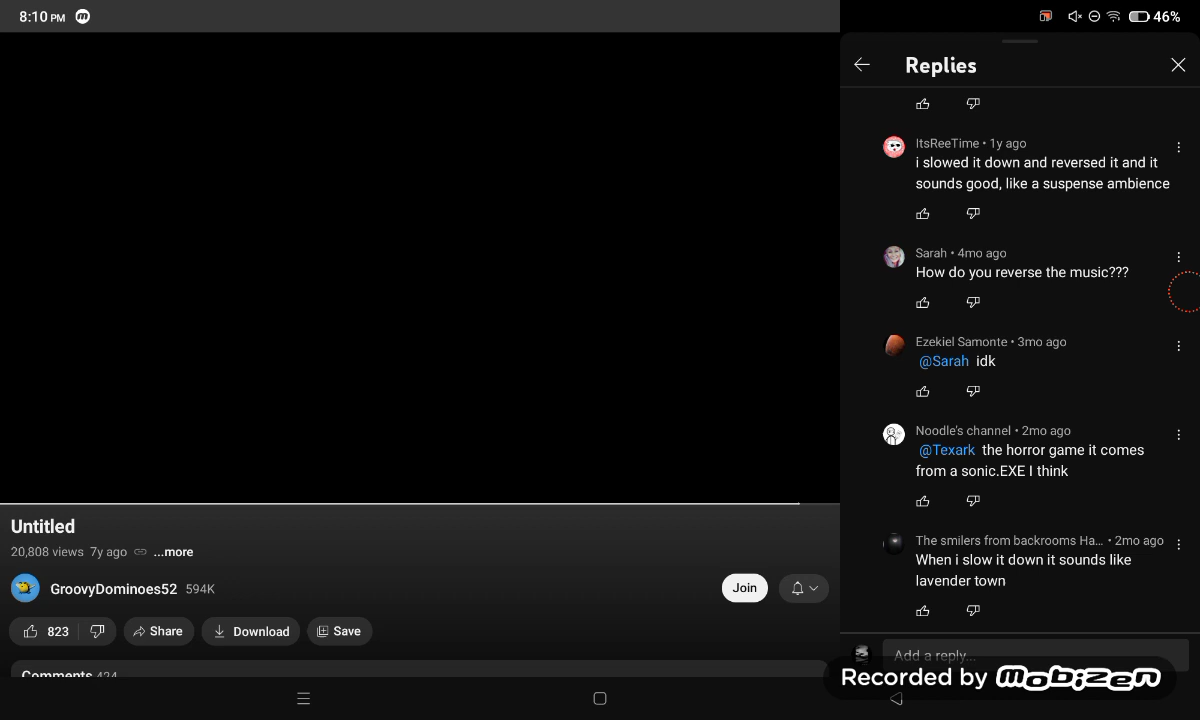 8:10 PM
46%
Replies
ItsReeTime • 1y ago
i slowed it down and reversed it and it
sounds good, like a suspense ambience
Sarah • 4mo ago
How do you reverse the music???
Ezekiel Samonte • 3mo ago
@Sarah idk
Noodle's channel • 2mo ago
@Texark the horror game it comes
from a sonic.EXE I think
The smilers from backrooms Ha... • 2mo ago
When i slow it down it sounds like
lavender town
Add a reply...
Untitled
20,808 views 7y ago ...more
GroovyDominoes52 594K
Join
823 Share Download Save
Comments 424
Recorded by mobizen